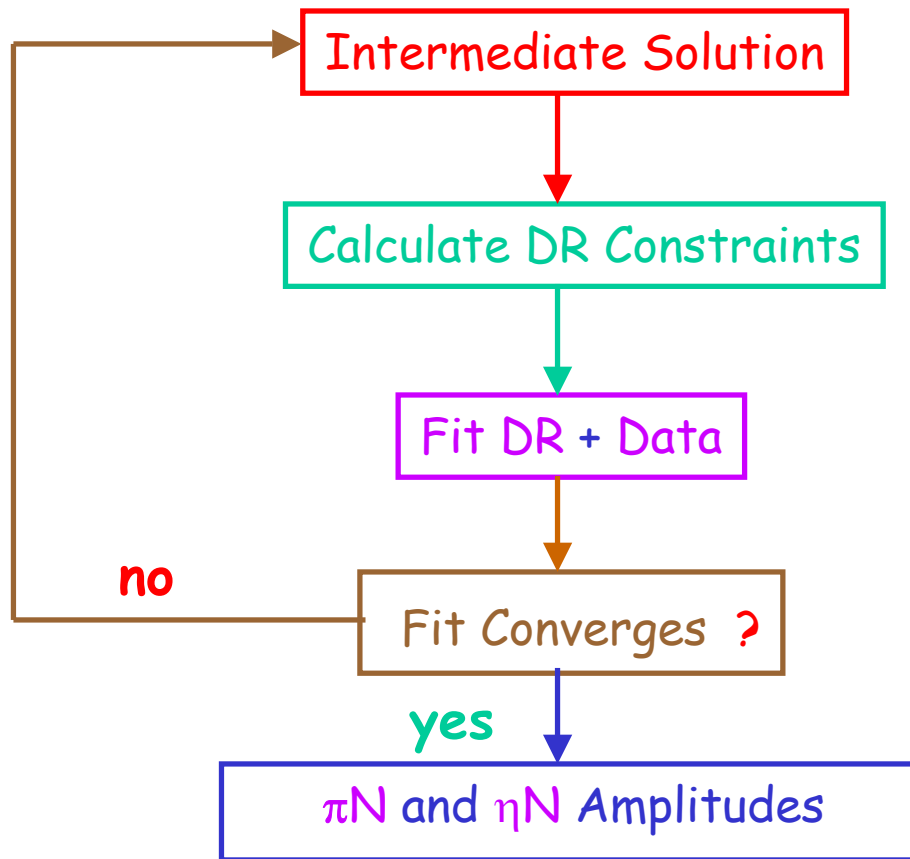 Intermediate Solution
Calculate DR Constraints
Fit DR + Data
no
Fit Converges ?
yes
πN and ηN Amplitudes